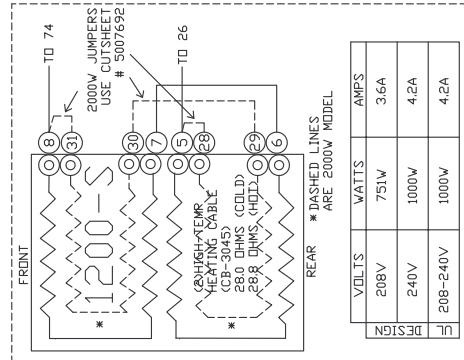 TO 74
2000W JUMPERS
USE CUTSHEET
# 5007692
TO 26
8
31
30
7
5
28
29
6
FRONT
1200-S
(2)HIGH-TEMP
HEATING CABLE
(CB-3045)
28.0 OHMS (COLD)
28.8 OHMS (HOT)
*
*
REAR
*DASHED LINES
ARE 2000W MODEL
VOLTS WATTS AMPS
DESIGN 208V 751W 3.6A
240V 1000W 4.2A
UL 208-240V 1000W 4.2A